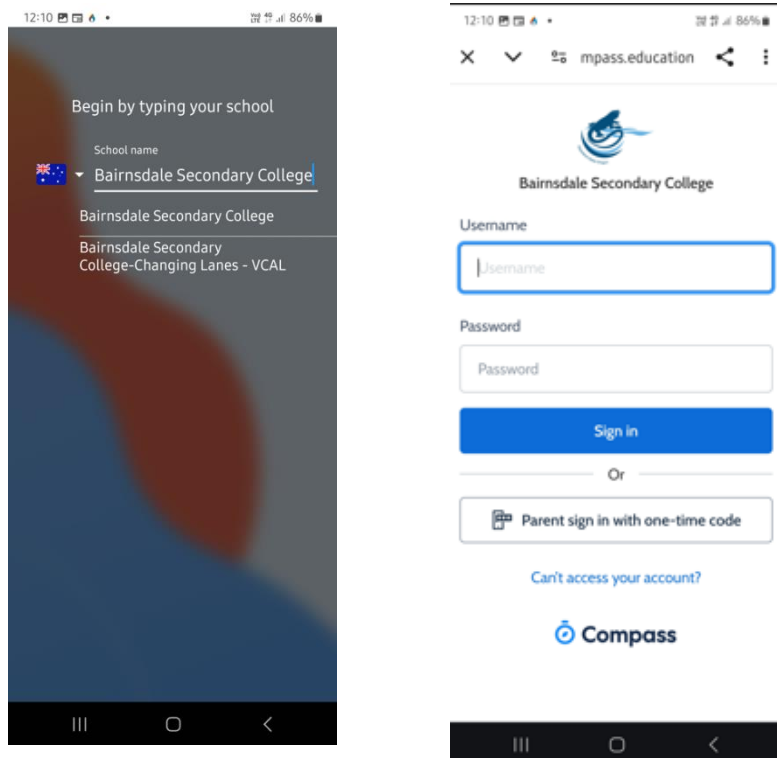 12:10
86%
Begin by typing your school
School name
Bairnsdale Secondary College
Bairnsdale Secondary College
Bairnsdale Secondary
College-Changing Lanes - VCAL
12:10
86%
mpass.education
Bairnsdale Secondary College
Username
Username
Password
Password
Sign in
Or
Parent sign in with one-time code
Can't access your account?
Compass